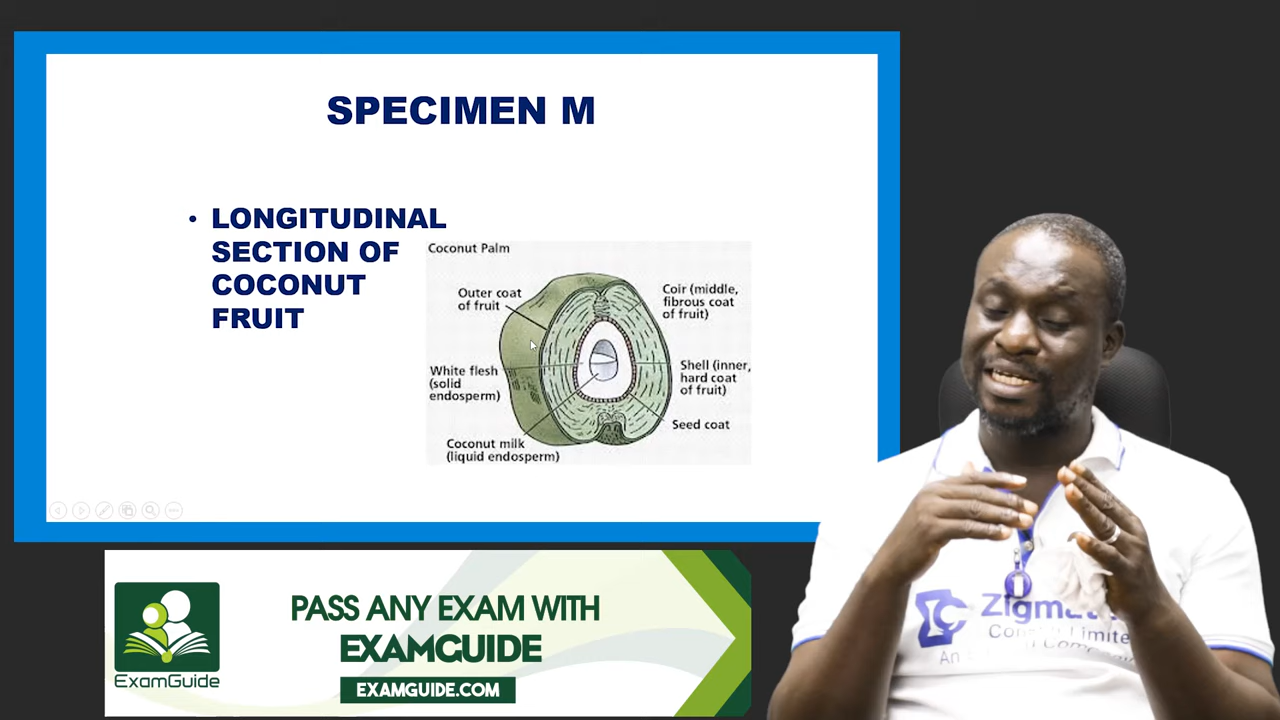 SPECIMEN M
• LONGITUDINAL
SECTION OF
COCONUT
FRUIT
Coconut Palm
Outer coat
of fruit
Coir (middle,
fibrous coat
of fruit)
White flesh
(solid
endosperm)
Shell (inner,
hard coat
of fruit)
Seed coat
Coconut milk
(liquid endosperm)
ExamGuide
PASS ANY EXAM WITH
EXAMGUIDE
EXAMGUIDE.COM
Limite
An